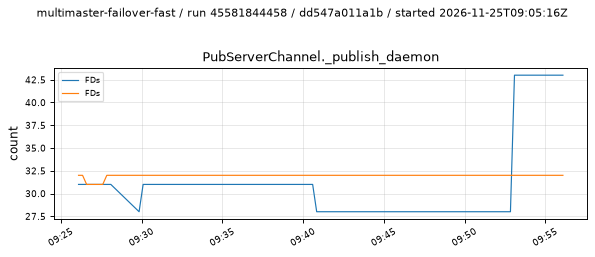 multimaster-failover-fast / run 45581844458 / dd547a011a1b / started 2026-11-25T09:05:16Z
PubServerChannel._publish_daemon
FDs
FDs
count
42.5
40.0
37.5
35.0
32.5
30.0
27.5
09:25
09:30
09:35
09:40
09:45
09:50
09:55